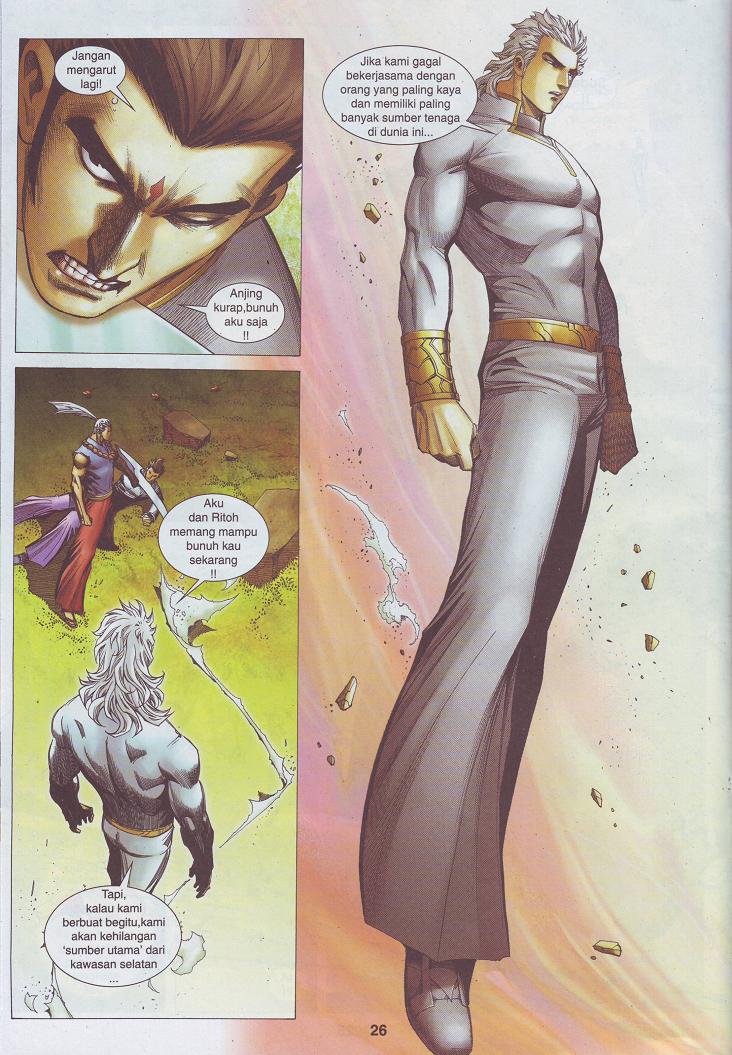 Jangan
mengarut
lagi!
Anjing
kurap,bunuh
aku saja
!!
Aku
dan Ritoh
memang mampu
bunuh kau
sekarang
!!
Tapi,
kalau kami
berbuat begitu,kami
akan kehilangan
‘sumber utama’ dari
kawasan selatan
...
Jika kami gagal
bekerjasama dengan
orang yang paling kaya
dan memiliki paling
banyak sumber tenaga
di dunia ini...
26